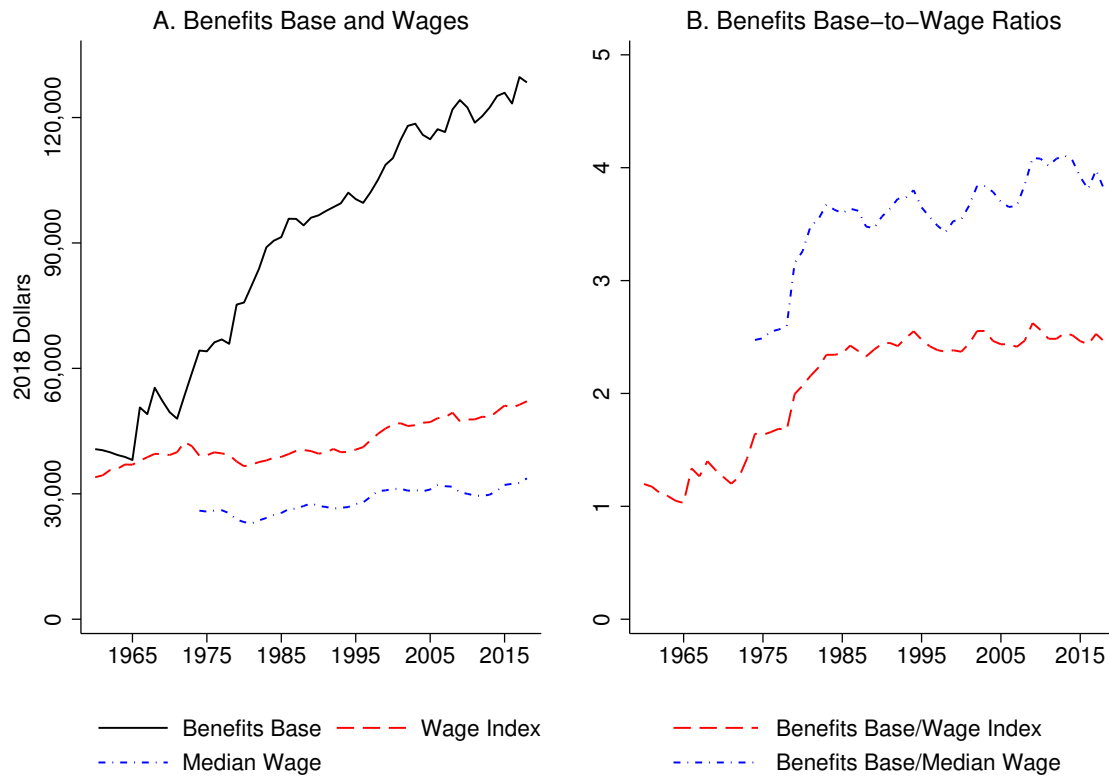 A. Benefits Base and Wages
2018 Dollars
120,000
90,000
60,000
30,000
0
1965 1975 1985 1995 2005 2015
Benefits Base Wage Index
Median Wage
B. Benefits Base−to−Wage Ratios
5
4
3
2
1
0
1965 1975 1985 1995 2005 2015
Benefits Base/Wage Index
Benefits Base/Median Wage